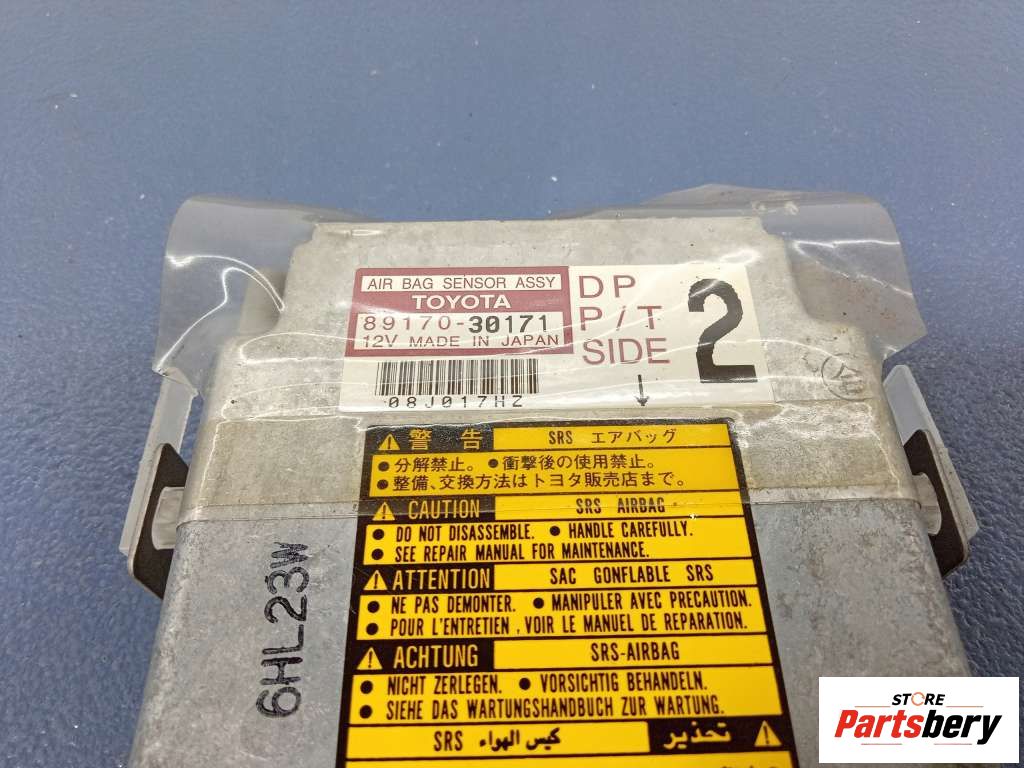 AIR BAG SENSOR ASSY
TOYOTA
89170-30171
12V MADE IN JAPAN
DP
P/T
SIDE
2
08J017HZ
警告 SRS エアバッグ
● 分解禁止。 ● 衝撃後の使用禁止。
● 整備、交換方法はトヨタ販売店まで。
CAUTION SRS AIRBAG
● DO NOT DISASSEMBLE. ● HANDLE CAREFULLY.
● SEE REPAIR MANUAL FOR MAINTENANCE.
ATTENTION SAC GONFLABLE SRS
● NE PAS DEMONTER. ● MANIPULER AVEC PRECAUTION.
● POUR L'ENTRETIEN , VOIR LE MANUEL DE REPARATION.
ACHTUNG SRS-AIRBAG
● NICHT ZERLEGEN. ● VORSICHTIG BEHANDELN.
● SIEHE DAS WARTUNGSHANDBUCH ZUR WARTUNG.
تحذير كيس الهواء SRS
6HL23W
STORE
Partsbery